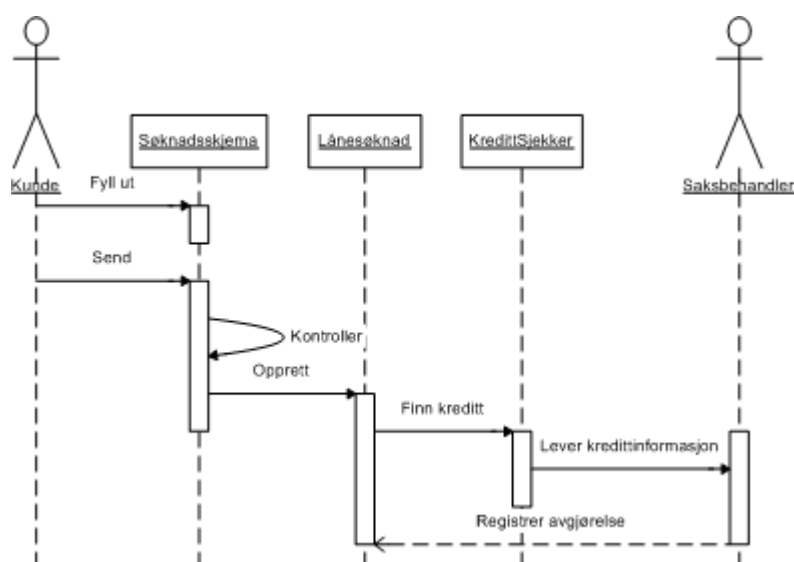 Søknadsskjema
Lånesøknad
KredittSjekker
Kunde
Saksbehandler
Fyll ut
Send
Kontroller
Opprett
Finn kreditt
Lever kredittinformasjon
Registrer avgjørelse